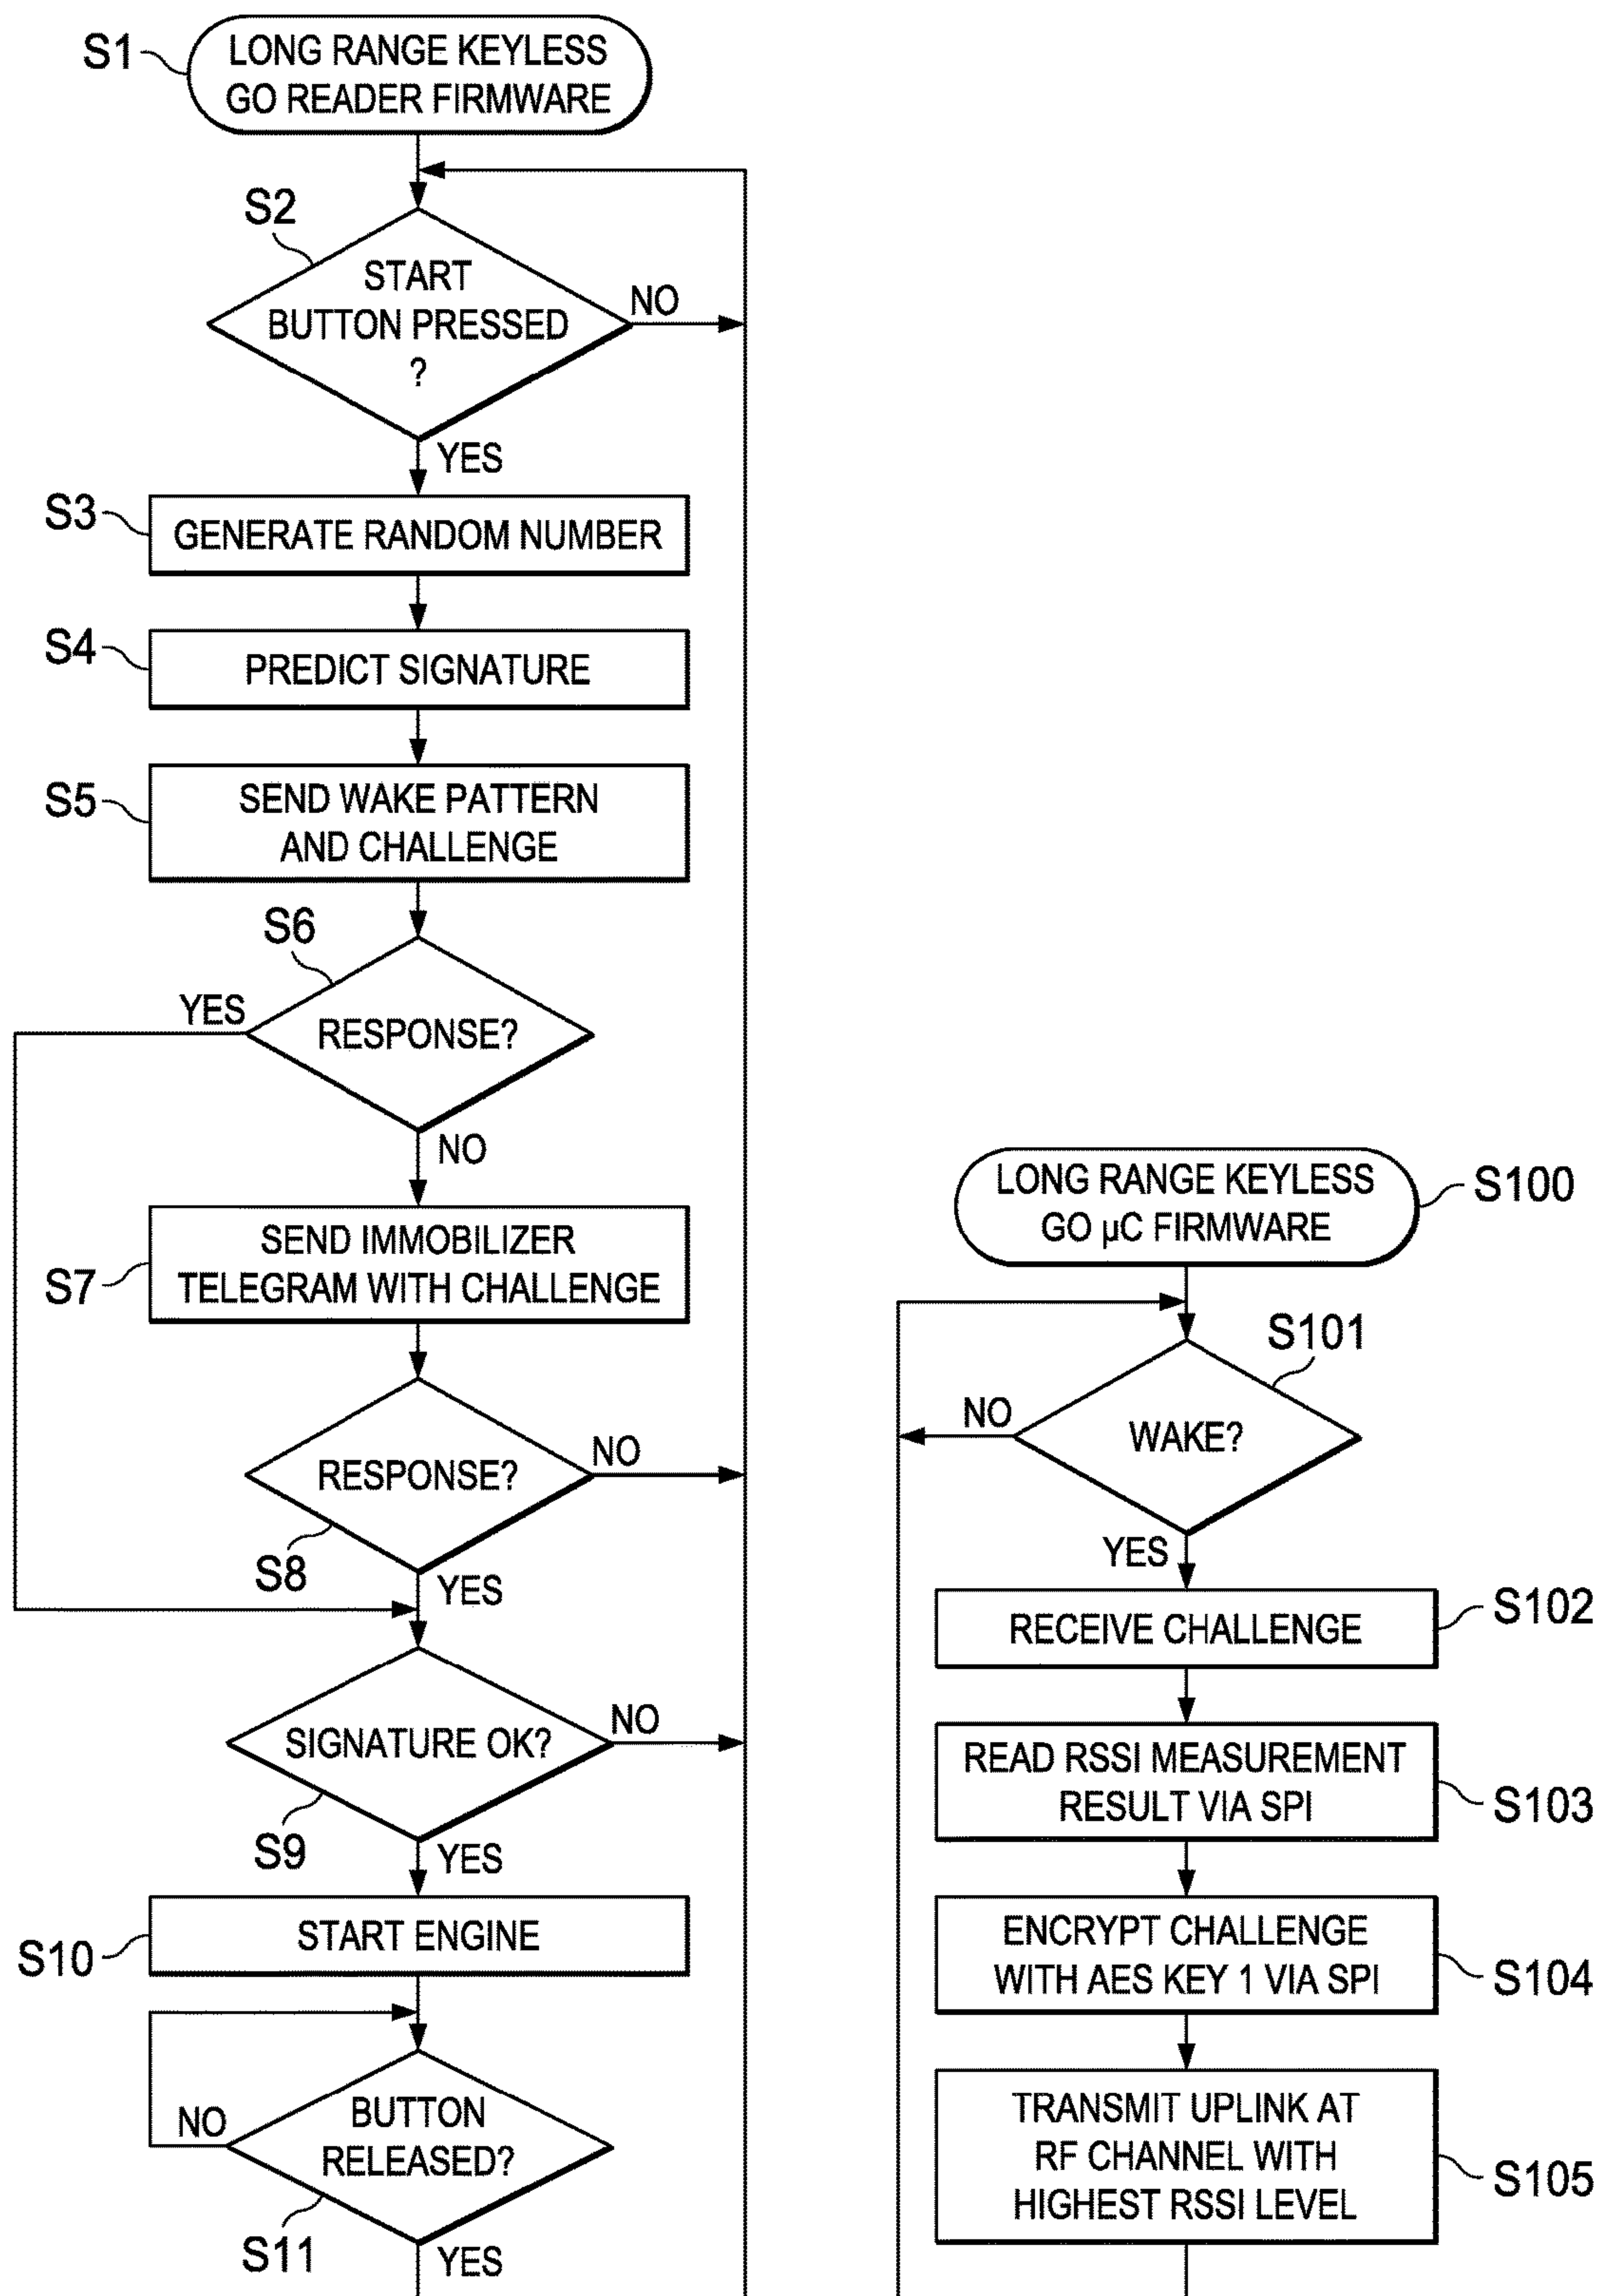 S1
LONG RANGE KEYLESS
GO READER FIRMWARE
S2
START
BUTTON PRESSED
?
NO
YES
S3
GENERATE RANDOM NUMBER
S4
PREDICT SIGNATURE
S5
SEND WAKE PATTERN
AND CHALLENGE
S6
YES
RESPONSE?
NO
S7
SEND IMMOBILIZER
TELEGRAM WITH CHALLENGE
RESPONSE?
NO
S8
YES
SIGNATURE OK?
NO
S9
YES
S10
START ENGINE
NO
BUTTON
RELEASED?
S11
YES
LONG RANGE KEYLESS
GO µC FIRMWARE
S100
S101
NO
WAKE?
YES
RECEIVE CHALLENGE
S102
READ RSSI MEASUREMENT
RESULT VIA SPI
S103
ENCRYPT CHALLENGE
WITH AES KEY 1 VIA SPI
S104
TRANSMIT UPLINK AT
RF CHANNEL WITH
HIGHEST RSSI LEVEL
S105